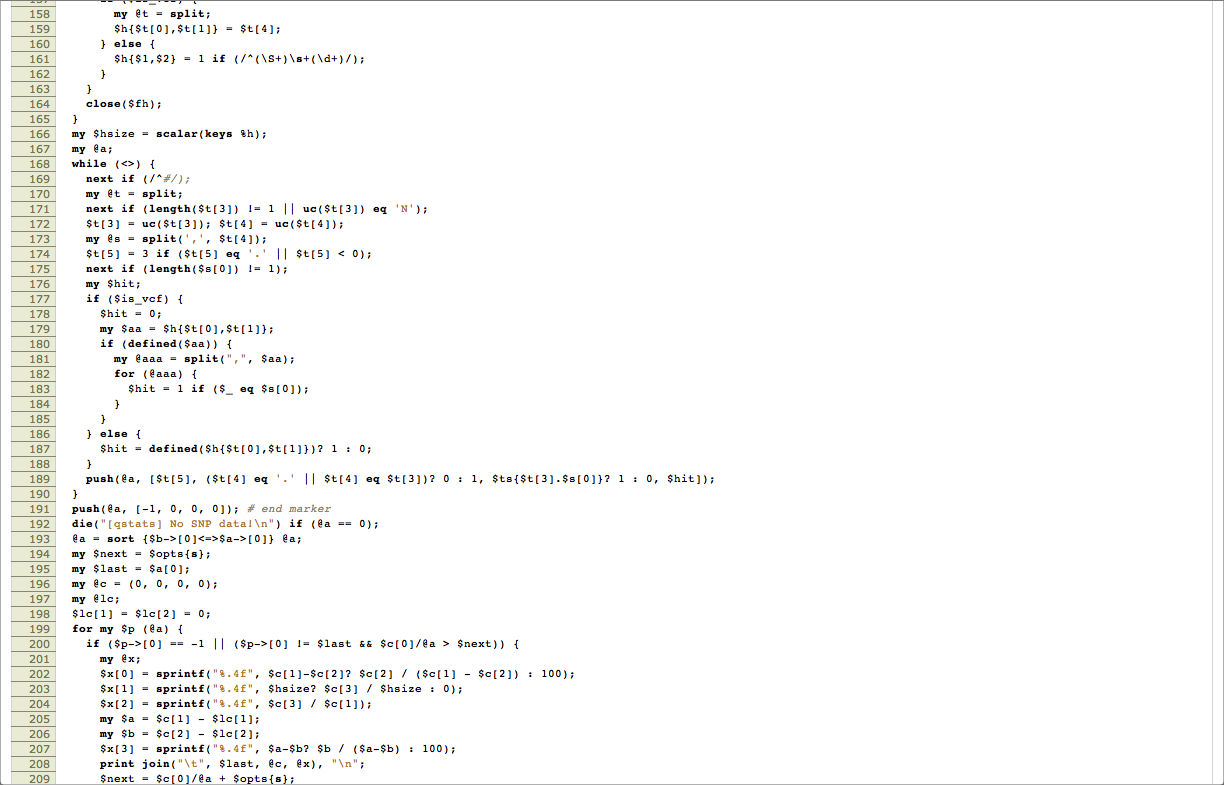 158 my @t = split;
159 $h{$t[0],$t[1]} = $t[4];
160 } else {
161 $h{$1,$2} = 1 if (/^(\S+)\s+(\d+)/);
162 }
163 }
164 close($fh);
165 }
166 my $hsize = scalar(keys %h);
167 my @a;
168 while (<>) {
169 next if (/^#/);
170 my @t = split;
171 next if (length($t[3]) != 1 || uc($t[3]) eq 'N');
172 $t[3] = uc($t[3]); $t[4] = uc($t[4]);
173 my @s = split(',', $t[4]);
174 $t[5] = 3 if ($t[5] eq '.' || $t[5] < 0);
175 next if (length($s[0]) != 1);
176 my $hit;
177 if ($is_vcf) {
178 $hit = 0;
179 my $aa = $h{$t[0],$t[1]};
180 if (defined($aa)) {
181 my @aaa = split(",", $aa);
182 for (@aaa) {
183 $hit = 1 if ($_ eq $s[0]);
184 }
185 }
186 } else {
187 $hit = defined($h{$t[0],$t[1]})? 1 : 0;
188 }
189 push(@a, [$t[5], ($t[4] eq '.' || $t[4] eq $t[3])? 0 : 1, $ts{$t[3].$s[0]}? 1 : 0, $hit]);
190 }
191 push(@a, [-1, 0, 0, 0]); # end marker
192 die("[qstats] No SNP data!\n") if (@a == 0);
193 @a = sort {$b->[0]<=>$a->[0]} @a;
194 my $next = $opts{s};
195 my $last = $a[0];
196 my @c = (0, 0, 0, 0);
197 my @lc;
198 $lc[1] = $lc[2] = 0;
199 for my $p (@a) {
200 if ($p->[0] == -1 || ($p->[0] != $last && $c[0]/@a > $next)) {
201 my @x;
202 $x[0] = sprintf("%.4f", $c[1]-$c[2]? $c[2] / ($c[1] - $c[2]) : 100);
203 $x[1] = sprintf("%.4f", $hsize? $c[3] / $hsize : 0);
204 $x[2] = sprintf("%.4f", $c[3] / $c[1]);
205 my $a = $c[1] - $lc[1];
206 my $b = $c[2] - $lc[2];
207 $x[3] = sprintf("%.4f", $a-$b? $b / ($a-$b) : 100);
208 print join("\t", $last, @c, @x), "\n";
209 $next = $c[0]/@a + $opts{s};